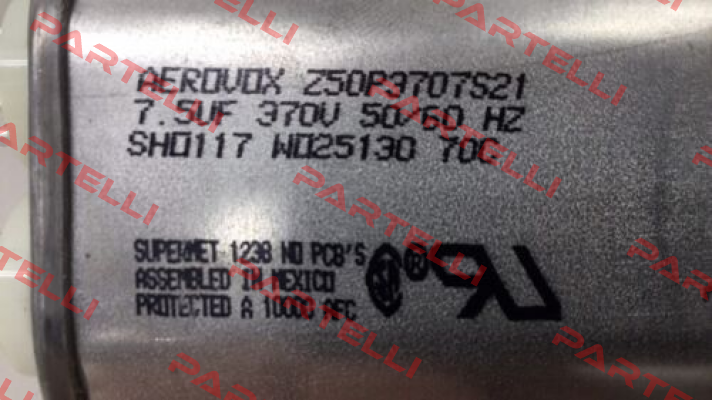 AEROVOX Z50P3707S21
7.5UF 370V 50/60 HZ
SH0117 W025130 70C
SUPERMET 1238 NO PCB'S
ASSEMBLED IN MEXICO
PROTECTED A 10000 AFC
PARTELLI